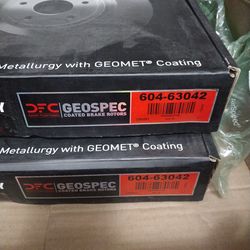 Metallurgy with GEOMET® Coating
DFC GEOSPEC 604-63042
COATED BRAKE ROTORS
Metallurgy with GEOMET® Coating
DFC GEOSPEC 604-63042
COATED BRAKE ROTORS